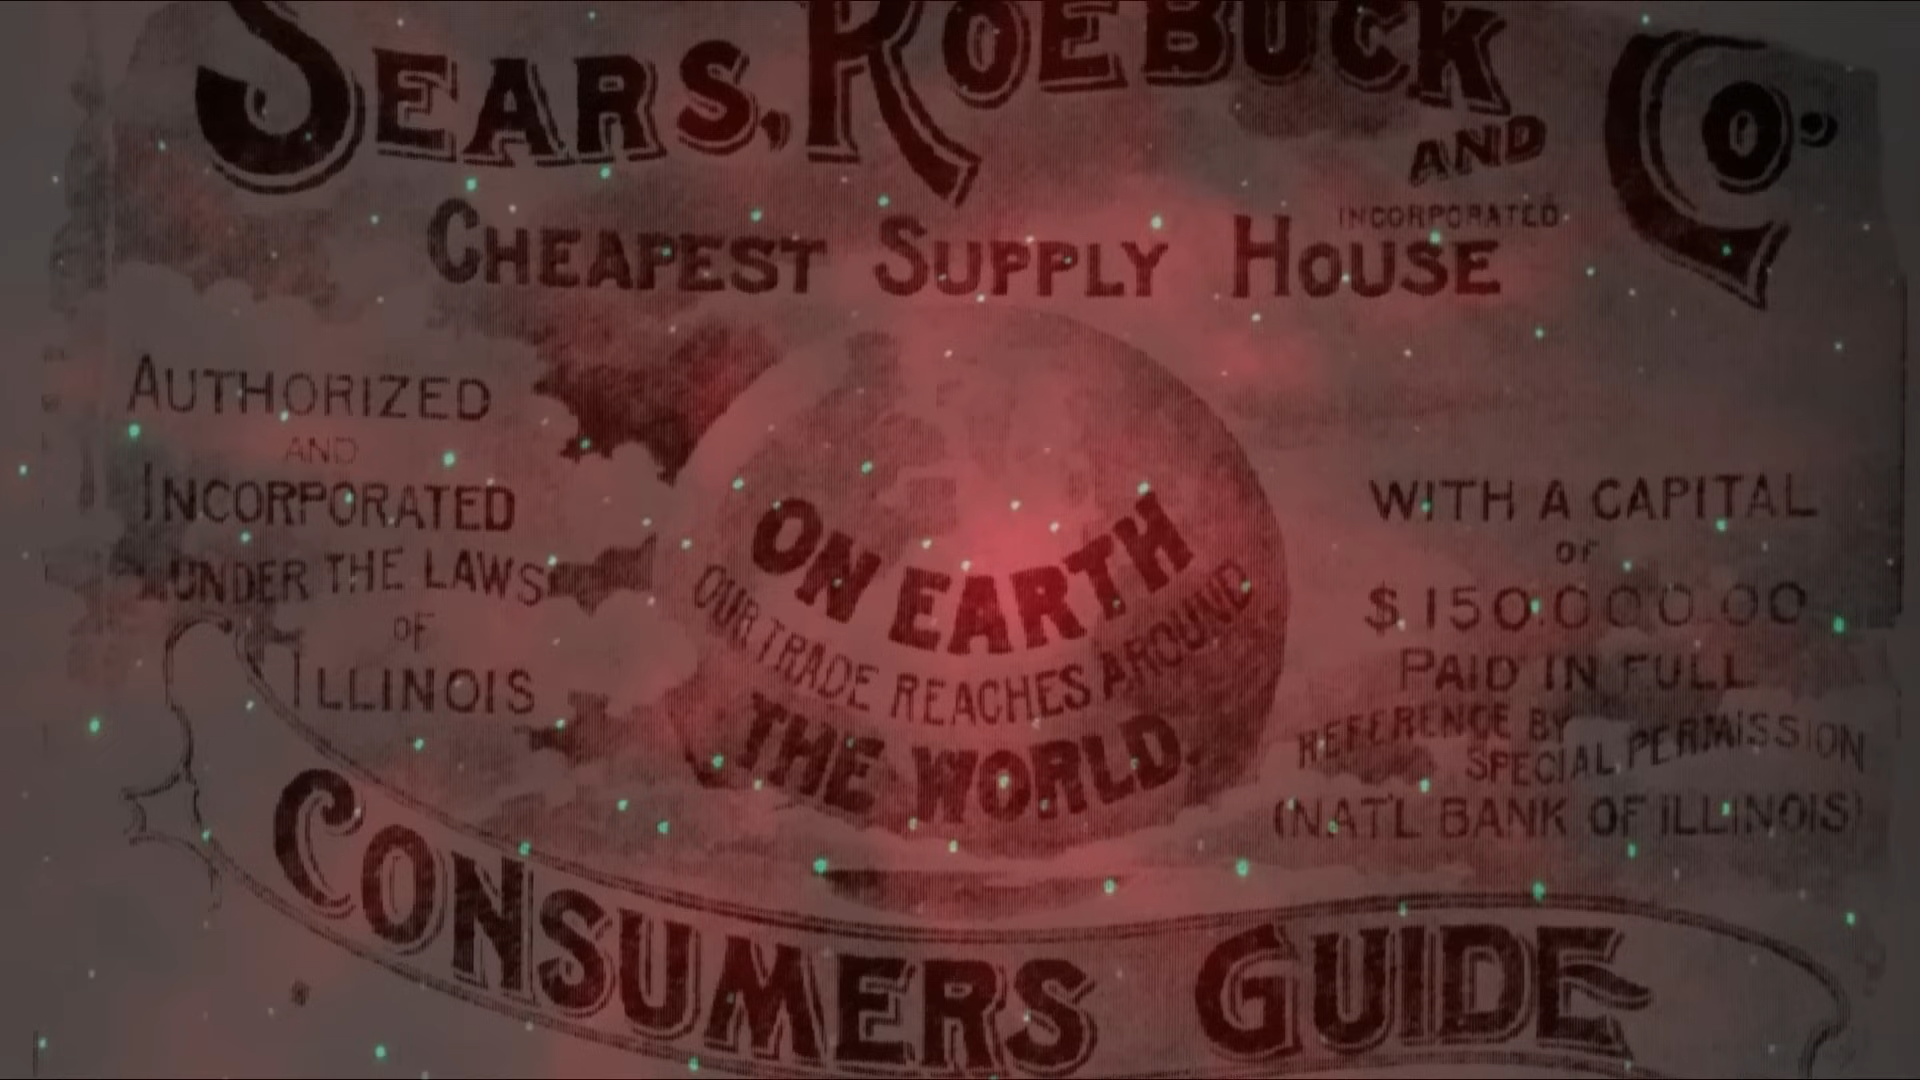 SEARS, ROEBUCK AND CO.
INCORPORATED
CHEAPEST SUPPLY HOUSE
AUTHORIZED
AND
INCORPORATED
UNDER THE LAWS
OF
ILLINOIS
ON EARTH
OUR TRADE REACHES AROUND
THE WORLD
WITH A CAPITAL
OF
$150.000.00
PAID IN FULL
REFERENCE BY
SPECIAL PERMISSION
(NAT'L BANK OF ILLINOIS)
CONSUMERS GUIDE